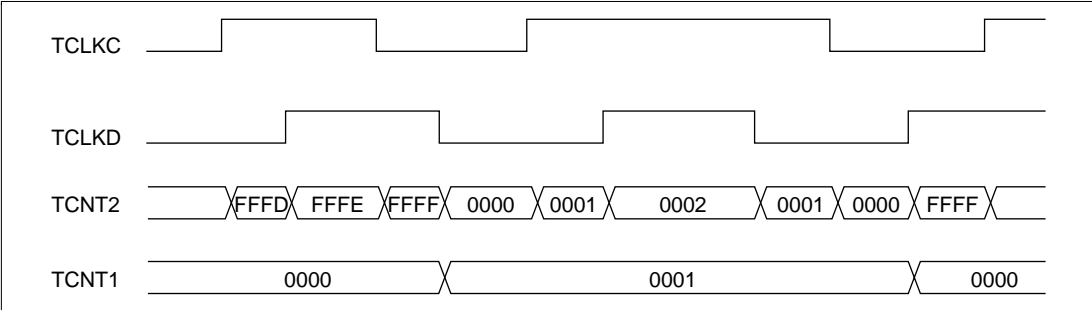 TCLKC
TCLKD
TCNT2 FFFD FFFE FFFF 0000 0001 0002 0001 0000 FFFF
TCNT1 0000 0001 0000